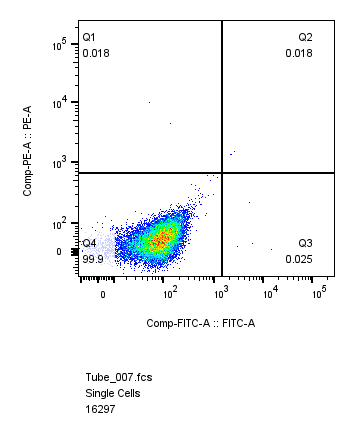 Q1
0.018
Q2
0.018
10^5
10^4
10^3
10^2
0
Comp-PE-A :: PE-A
Q4
99.9
Q3
0.025
0
10^2
10^3
10^4
10^5
Comp-FITC-A :: FITC-A
Tube_007.fcs
Single Cells
16297